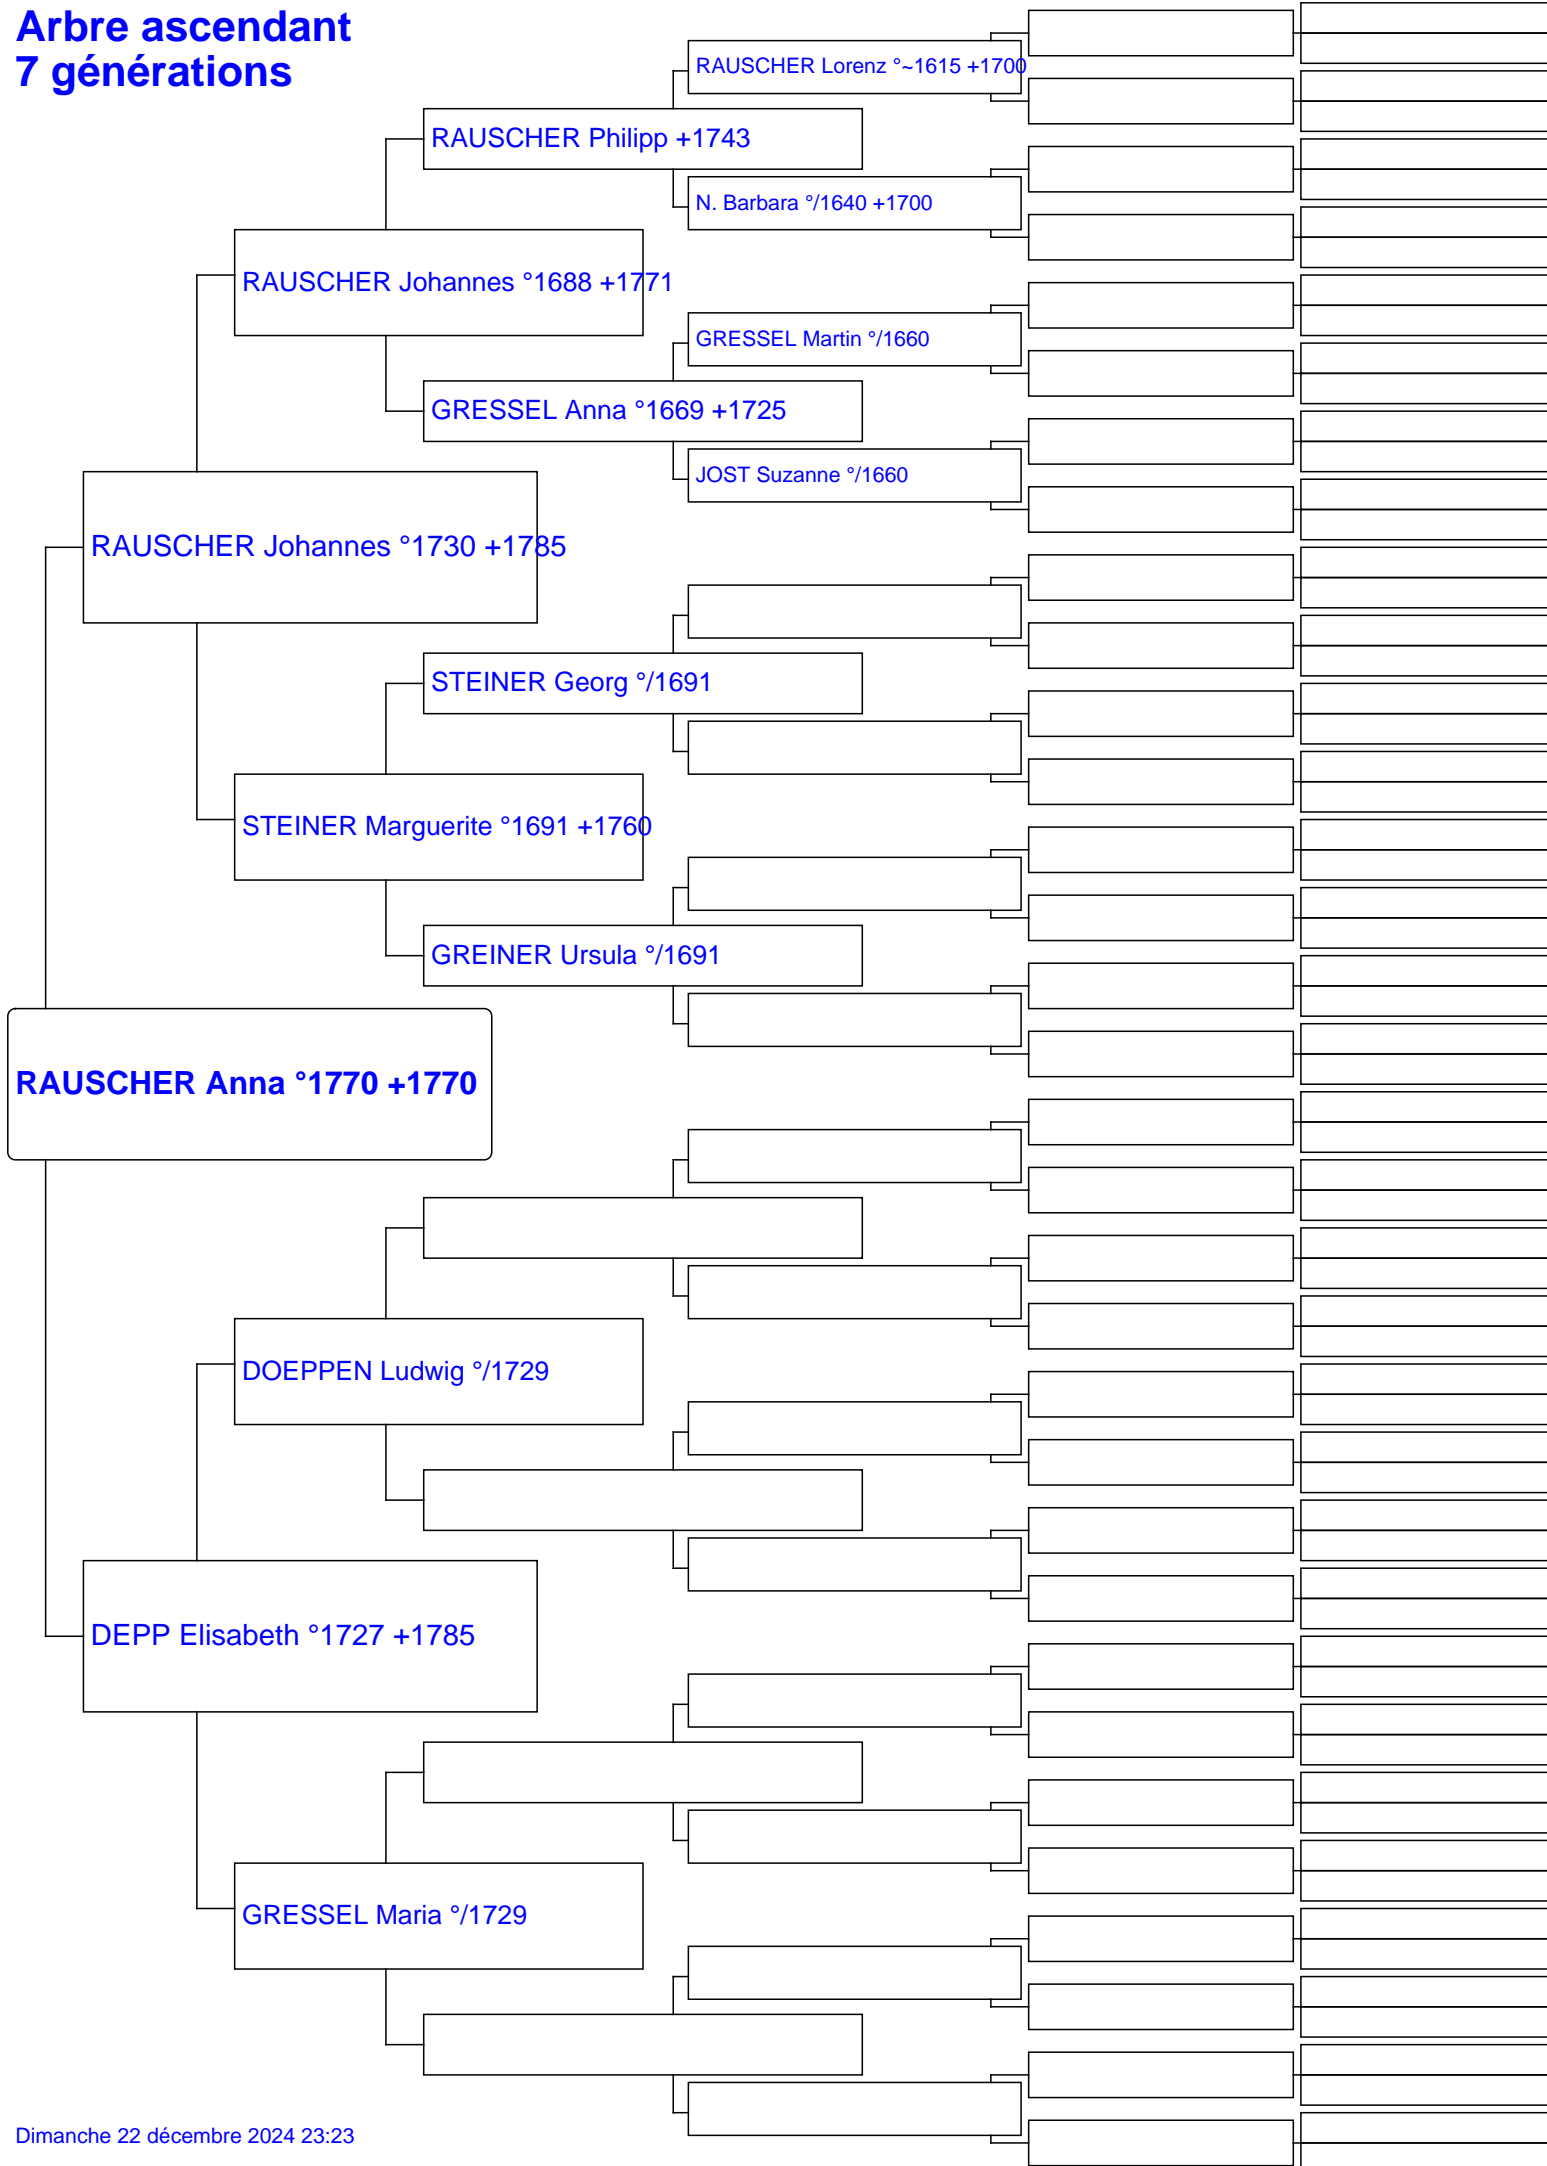 Arbre ascendant
7 générations
RAUSCHER Lorenz °~1615 +1700
RAUSCHER Philipp +1743
N. Barbara °/1640 +1700
RAUSCHER Johannes °1688 +1771
GRESSEL Martin °/1660
GRESSEL Anna °1669 +1725
JOST Suzanne °/1660
RAUSCHER Johannes °1730 +1785
STEINER Georg °/1691
STEINER Marguerite °1691 +1760
GREINER Ursula °/1691
RAUSCHER Anna °1770 +1770
DOEPPEN Ludwig °/1729
DEPP Elisabeth °1727 +1785
GRESSEL Maria °/1729
Dimanche 22 décembre 2024 23:23